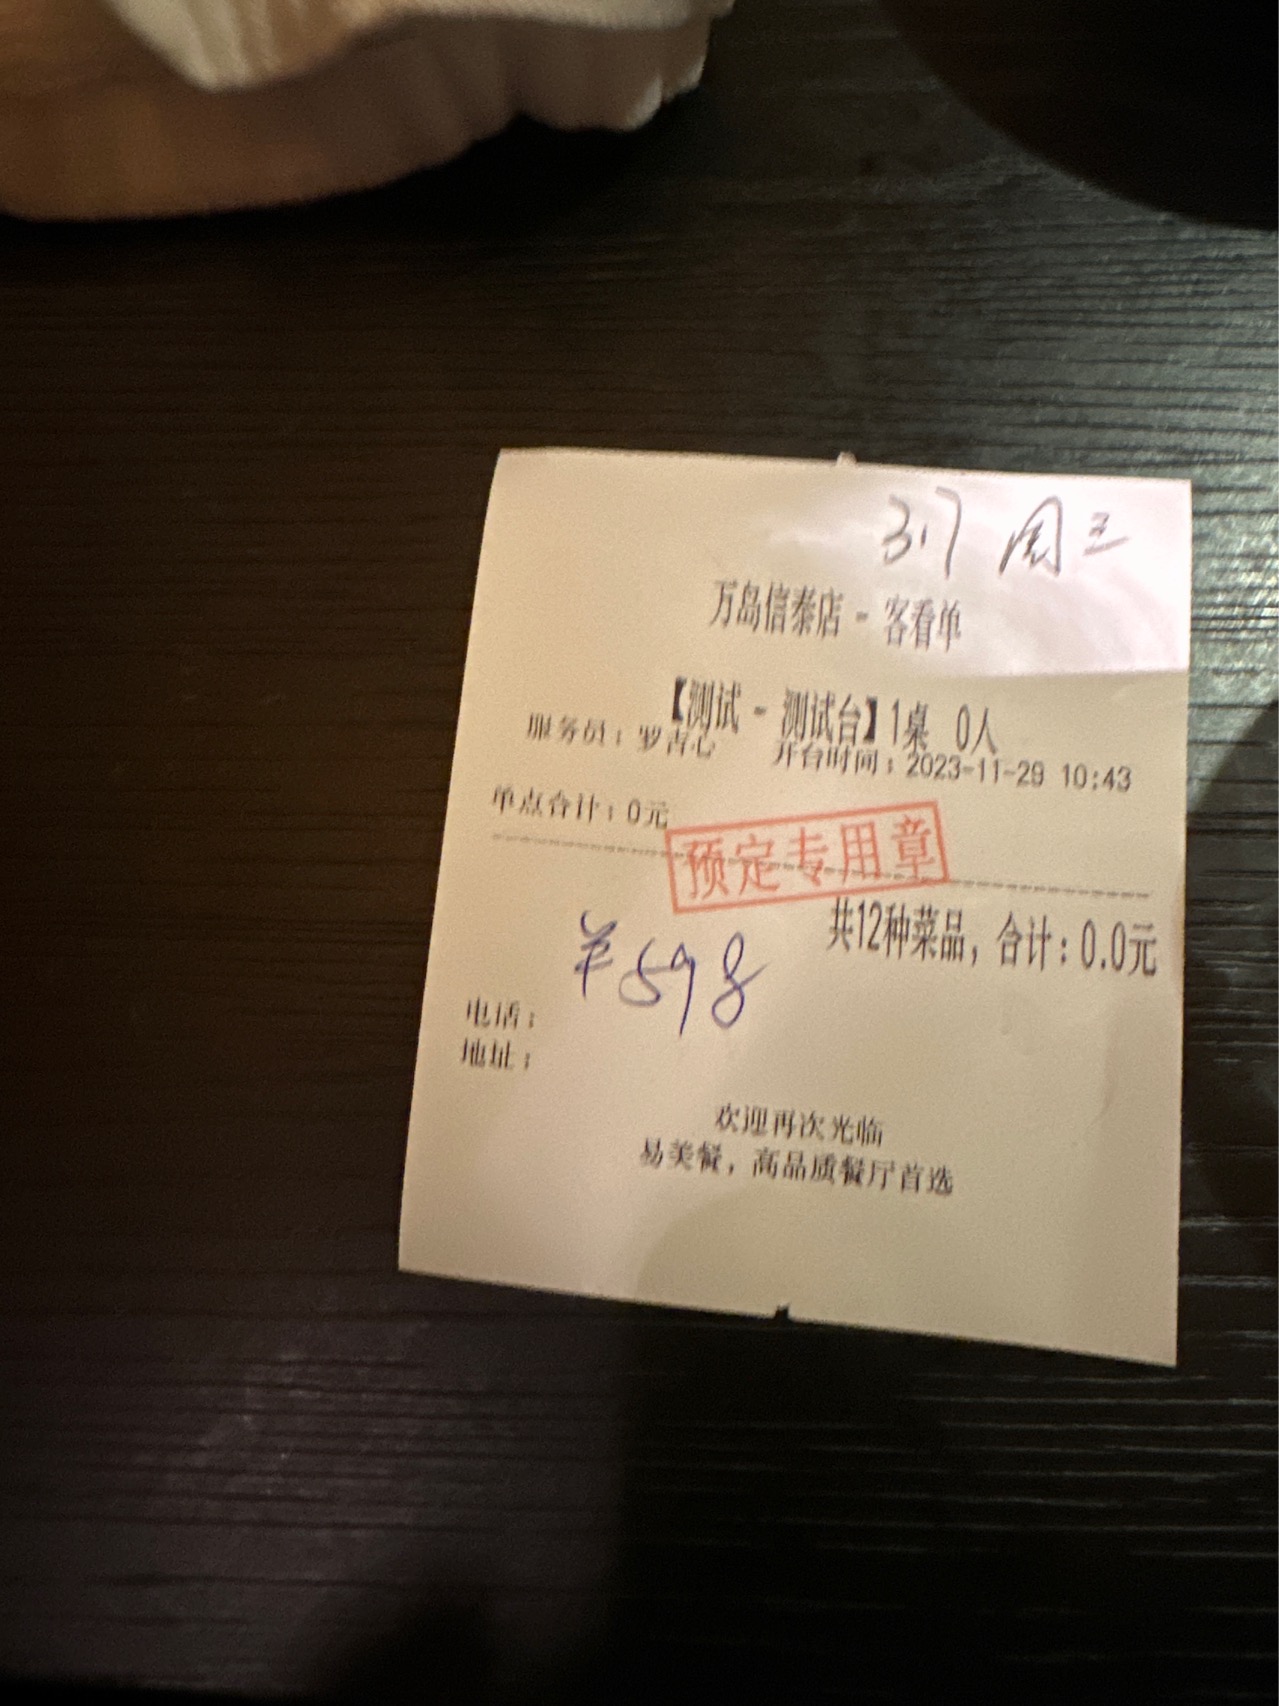 317 周三
万岛信泰店 - 客看单
【测试 - 测试台】1桌 0人
服务员：罗吉心 开台时间：2023-11-29 10:43
单点合计：0元
预定专用章
共12种菜品，合计：0.0元
¥598
电话：
地址：
欢迎再次光临
易美餐，高品质餐厅首选